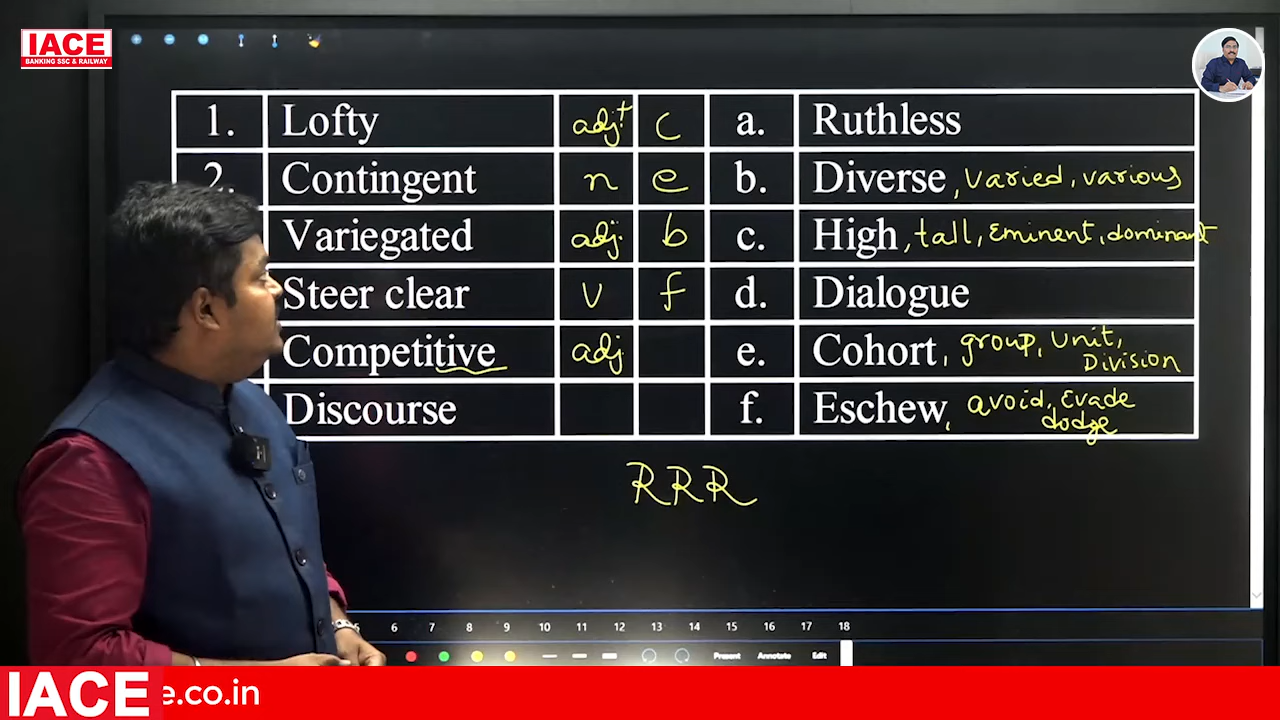 IACE
BANKING SSC & RAILWAY
1. Lofty adj+ c a. Ruthless
2. Contingent n e b. Diverse, varied, various
Variegated adj. b c. High, tall, Eminent, dominant
Steer clear v f d. Dialogue
Competitive adj. e. Cohort, group, Unit, Division
Discourse f. Eschew, avoid, Evade dodge
RRR
5 6 7 8 9 10 11 12 13 14 15 16 17 18
Present Annotate Edit
IACE e.co.in